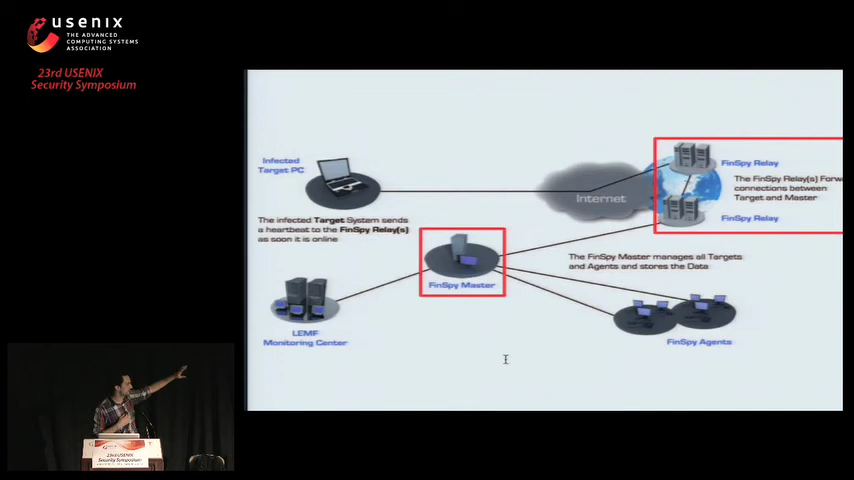 usenix
THE ADVANCED
COMPUTING SYSTEMS
ASSOCIATION
23rd USENIX
Security Symposium
Infected
Target PC
The infected Target System sends
a heartbeat to the FinSpy Relay(s)
as soon it is online
Internet
FinSpy Relay
The FinSpy Relay(s) Forw
connections between
Target and Master
FinSpy Relay
FinSpy Master
The FinSpy Master manages all Targets
and Agents and stores the Data
LEMF
Monitoring Center
FinSpy Agents
23rd USENIX
Security Symposium